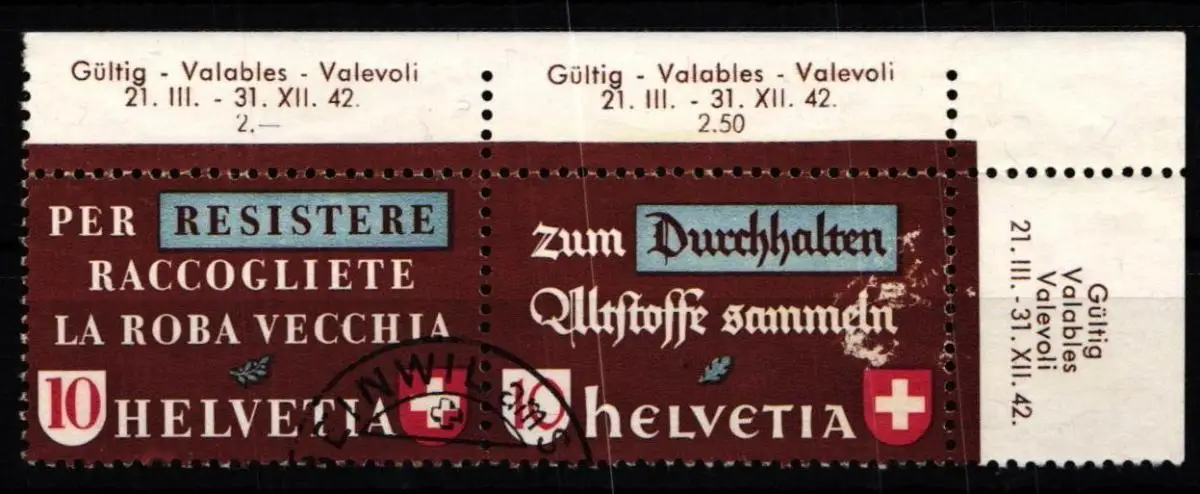 Gültig - Valables - Valevoli
21. III. - 31. XII. 42.
2.—
Gültig - Valables - Valevoli
21. III. - 31. XII. 42.
2.50
PER RESISTERE
RACCOGLIETE
LA ROBA VECCHIA
10 HELVETIA
zum Durchhalten
Altstoffe sammeln
10 hELVETIA
Gültig
Valables
Valevoli
21. III. - 31. XII. 42.
EINWIL